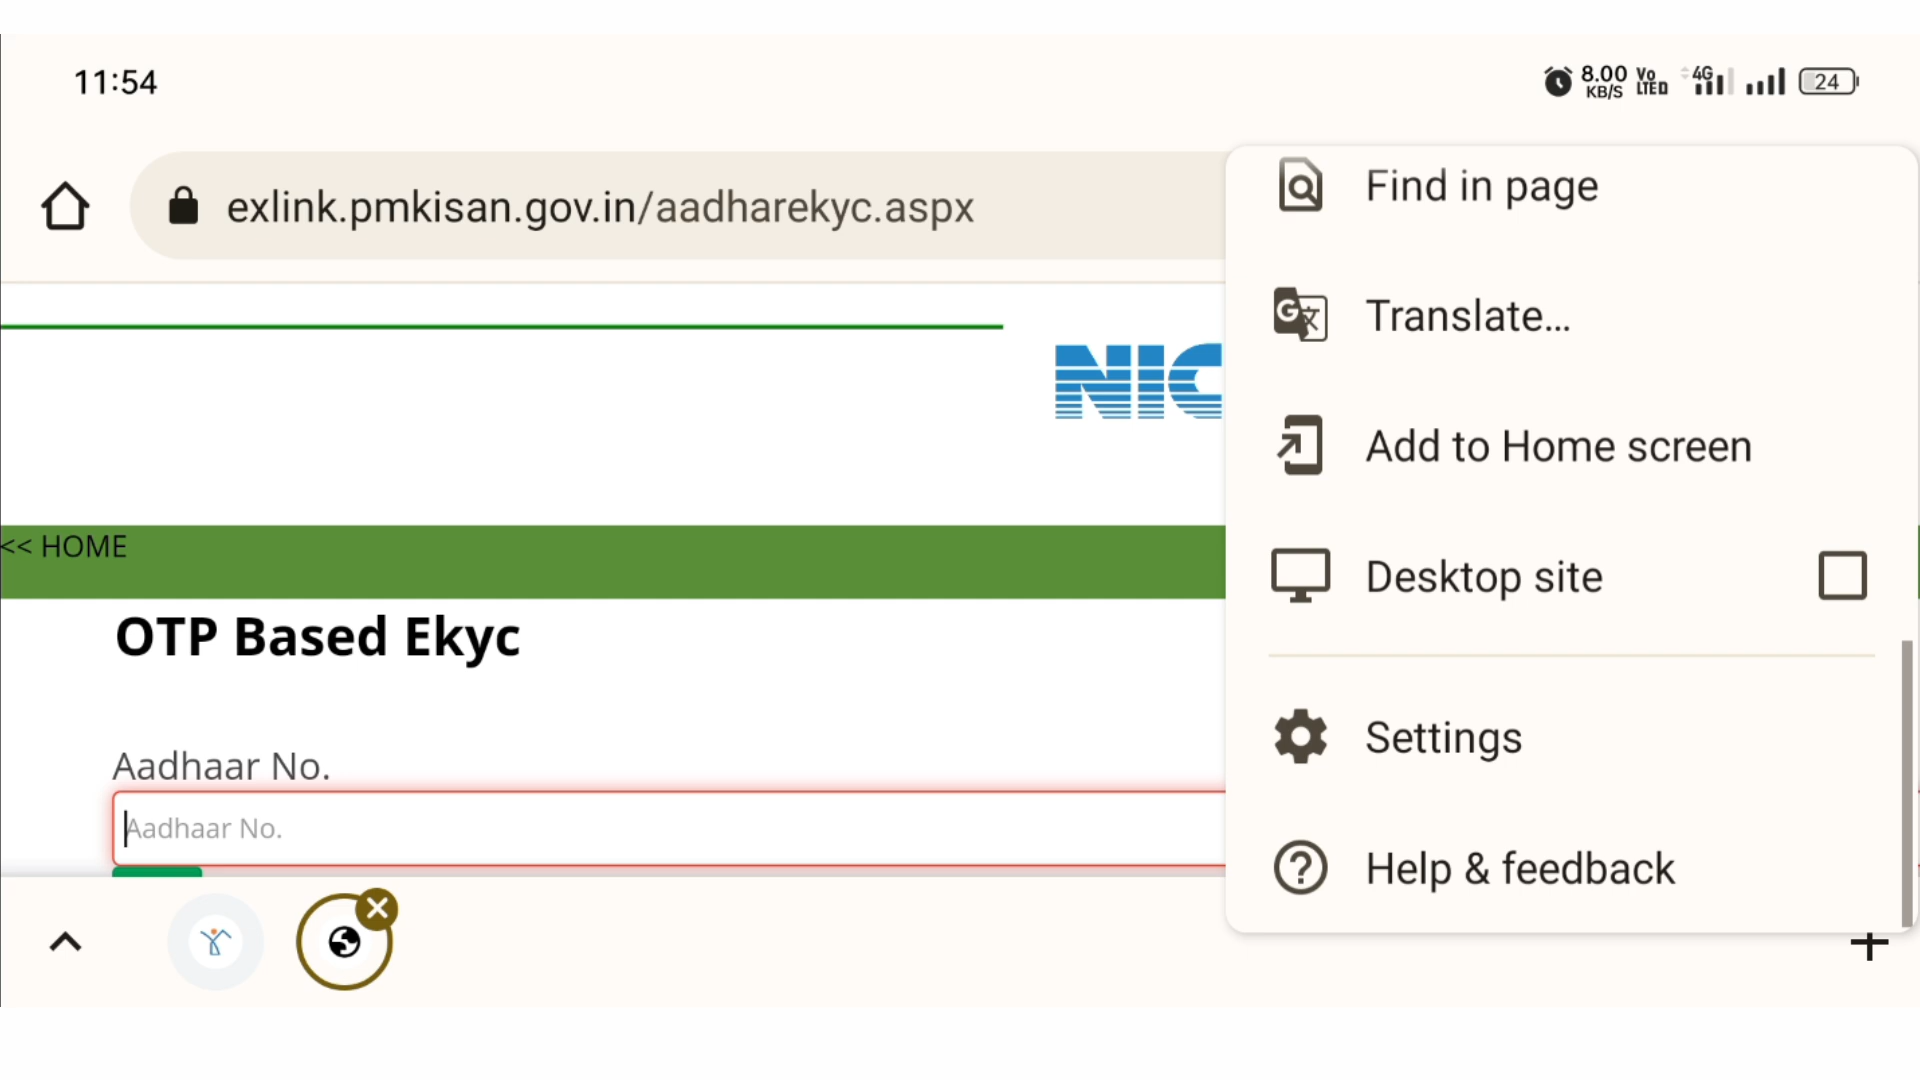 11:54
8.00 KB/S Vo LTED 4G 24
exlink.pmkisan.gov.in/aadharekyc.aspx
NIC
<< HOME
OTP Based Ekyc
Aadhaar No.
Aadhaar No.
Find in page
Translate...
Add to Home screen
Desktop site
Settings
Help & feedback